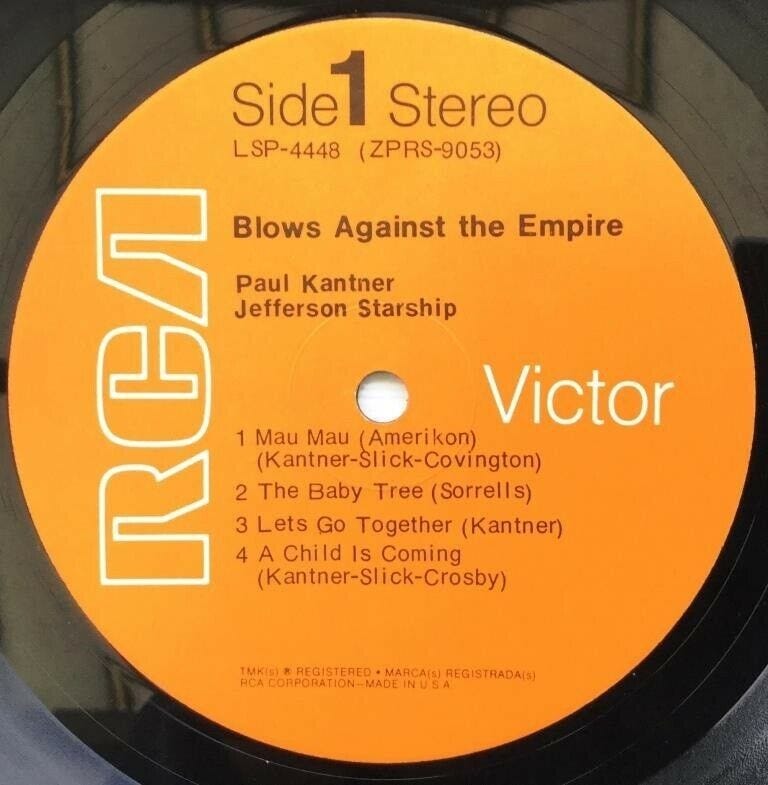 Side 1 Stereo
LSP-4448 (ZPRS-9053)
Blows Against the Empire
Paul Kantner
Jefferson Starship
RCA
Victor
1 Mau Mau (Amerikon)
(Kantner-Slick-Covington)
2 The Baby Tree (Sorrells)
3 Lets Go Together (Kantner)
4 A Child Is Coming
(Kantner-Slick-Crosby)
TMK(s) ® REGISTERED • MARCA(s) REGISTRADA(s)
RCA CORPORATION—MADE IN U.S.A.